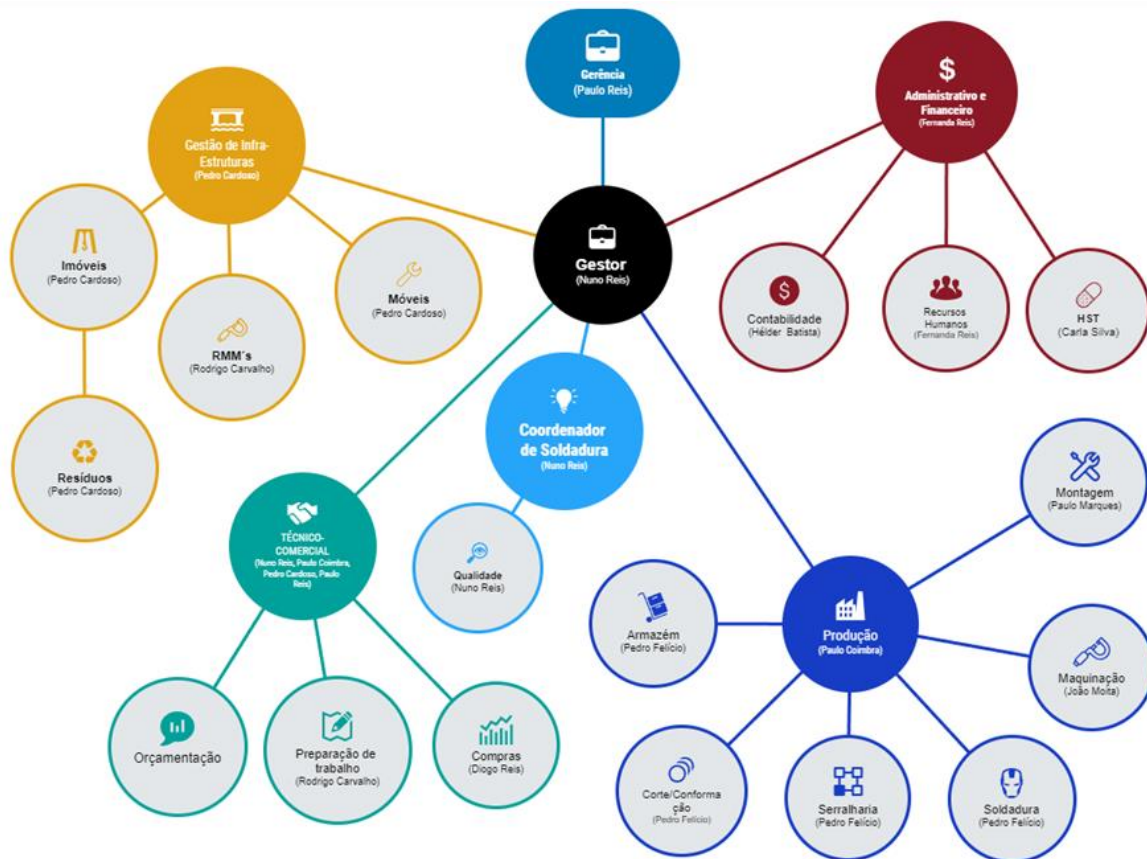 Gerência
(Paulo Reis)
$
Administrativo e
Financeiro
(Fernanda Reis)
Gestão de Infra-
Estruturas
(Pedro Cardoso)
Gestor
(Nuno Reis)
Imóveis
(Pedro Cardoso)
RMM´s
(Rodrigo Carvalho)
Móveis
(Pedro Cardoso)
Resíduos
(Pedro Cardoso)
$
Contabilidade
(Hélder Batista)
Recursos
Humanos
(Fernanda Reis)
HST
(Carla Silva)
Coordenador
de Soldadura
(Nuno Reis)
Qualidade
(Nuno Reis)
TÉCNICO-
COMERCIAL
(Nuno Reis, Paulo Coimbra,
Pedro Cardoso, Paulo
Reis)
Orçamentação
Preparação de
trabalho
(Rodrigo Carvalho)
Compras
(Diogo Reis)
Produção
(Paulo Coimbra)
Montagem
(Paulo Marques)
Armazém
(Pedro Felício)
Maquinação
(João Moita)
Corte/Conforma
ção
(Pedro Felício)
Serralharia
(Pedro Felício)
Soldadura
(Pedro Felício)